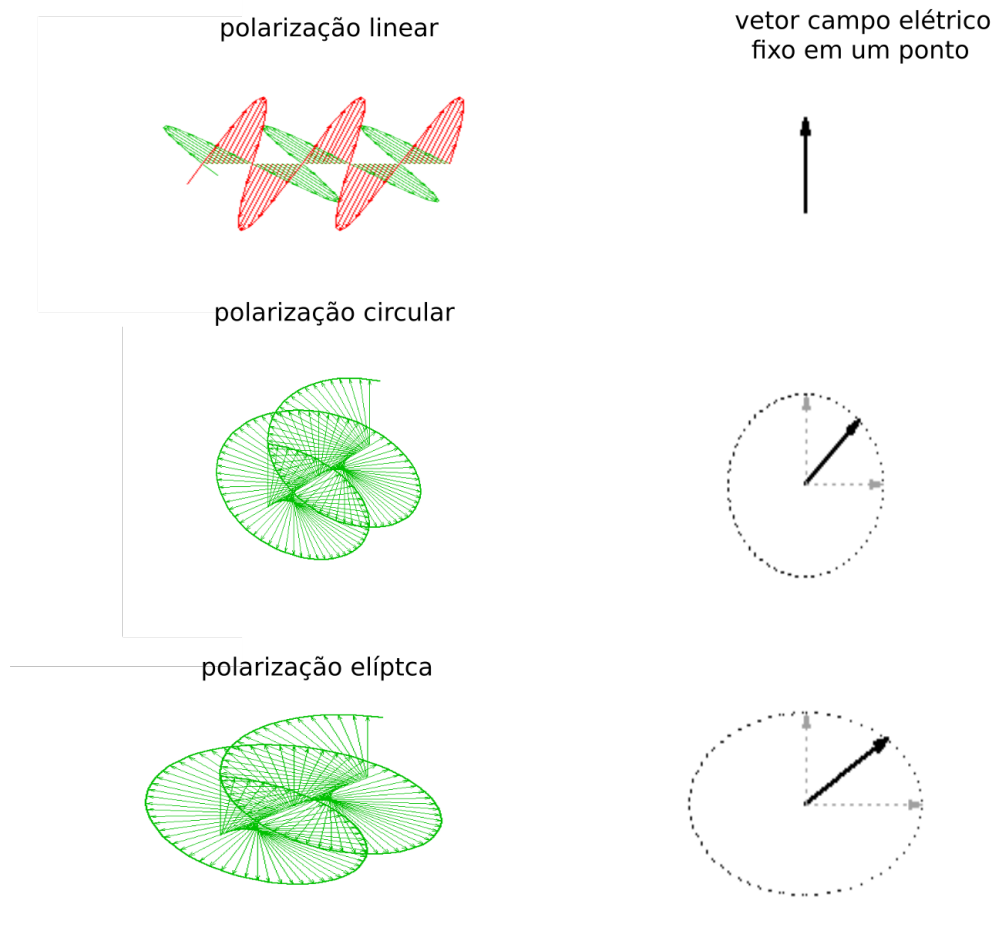 polarização linear
vetor campo elétrico
fixo em um ponto
polarização circular
polarização elíptca